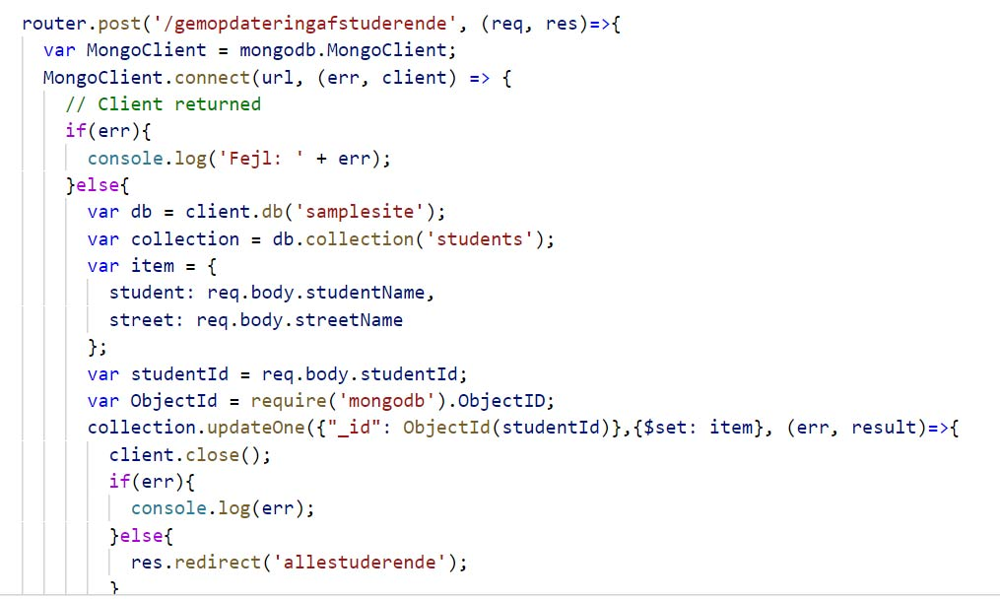 router.post('/gemopdateringafstuderende', (req, res)=>{
  var MongoClient = mongodb.MongoClient;
  MongoClient.connect(url, (err, client) => {
    // Client returned
    if(err){
      console.log('Fejl: ' + err);
    }else{
      var db = client.db('samplesite');
      var collection = db.collection('students');
      var item = {
        student: req.body.studentName,
        street: req.body.streetName
      };
      var studentId = req.body.studentId;
      var ObjectId = require('mongodb').ObjectID;
      collection.updateOne({"_id": ObjectId(studentId)},{$set: item}, (err, result)=>{
        client.close();
        if(err){
          console.log(err);
        }else{
          res.redirect('allestuderende');
        }